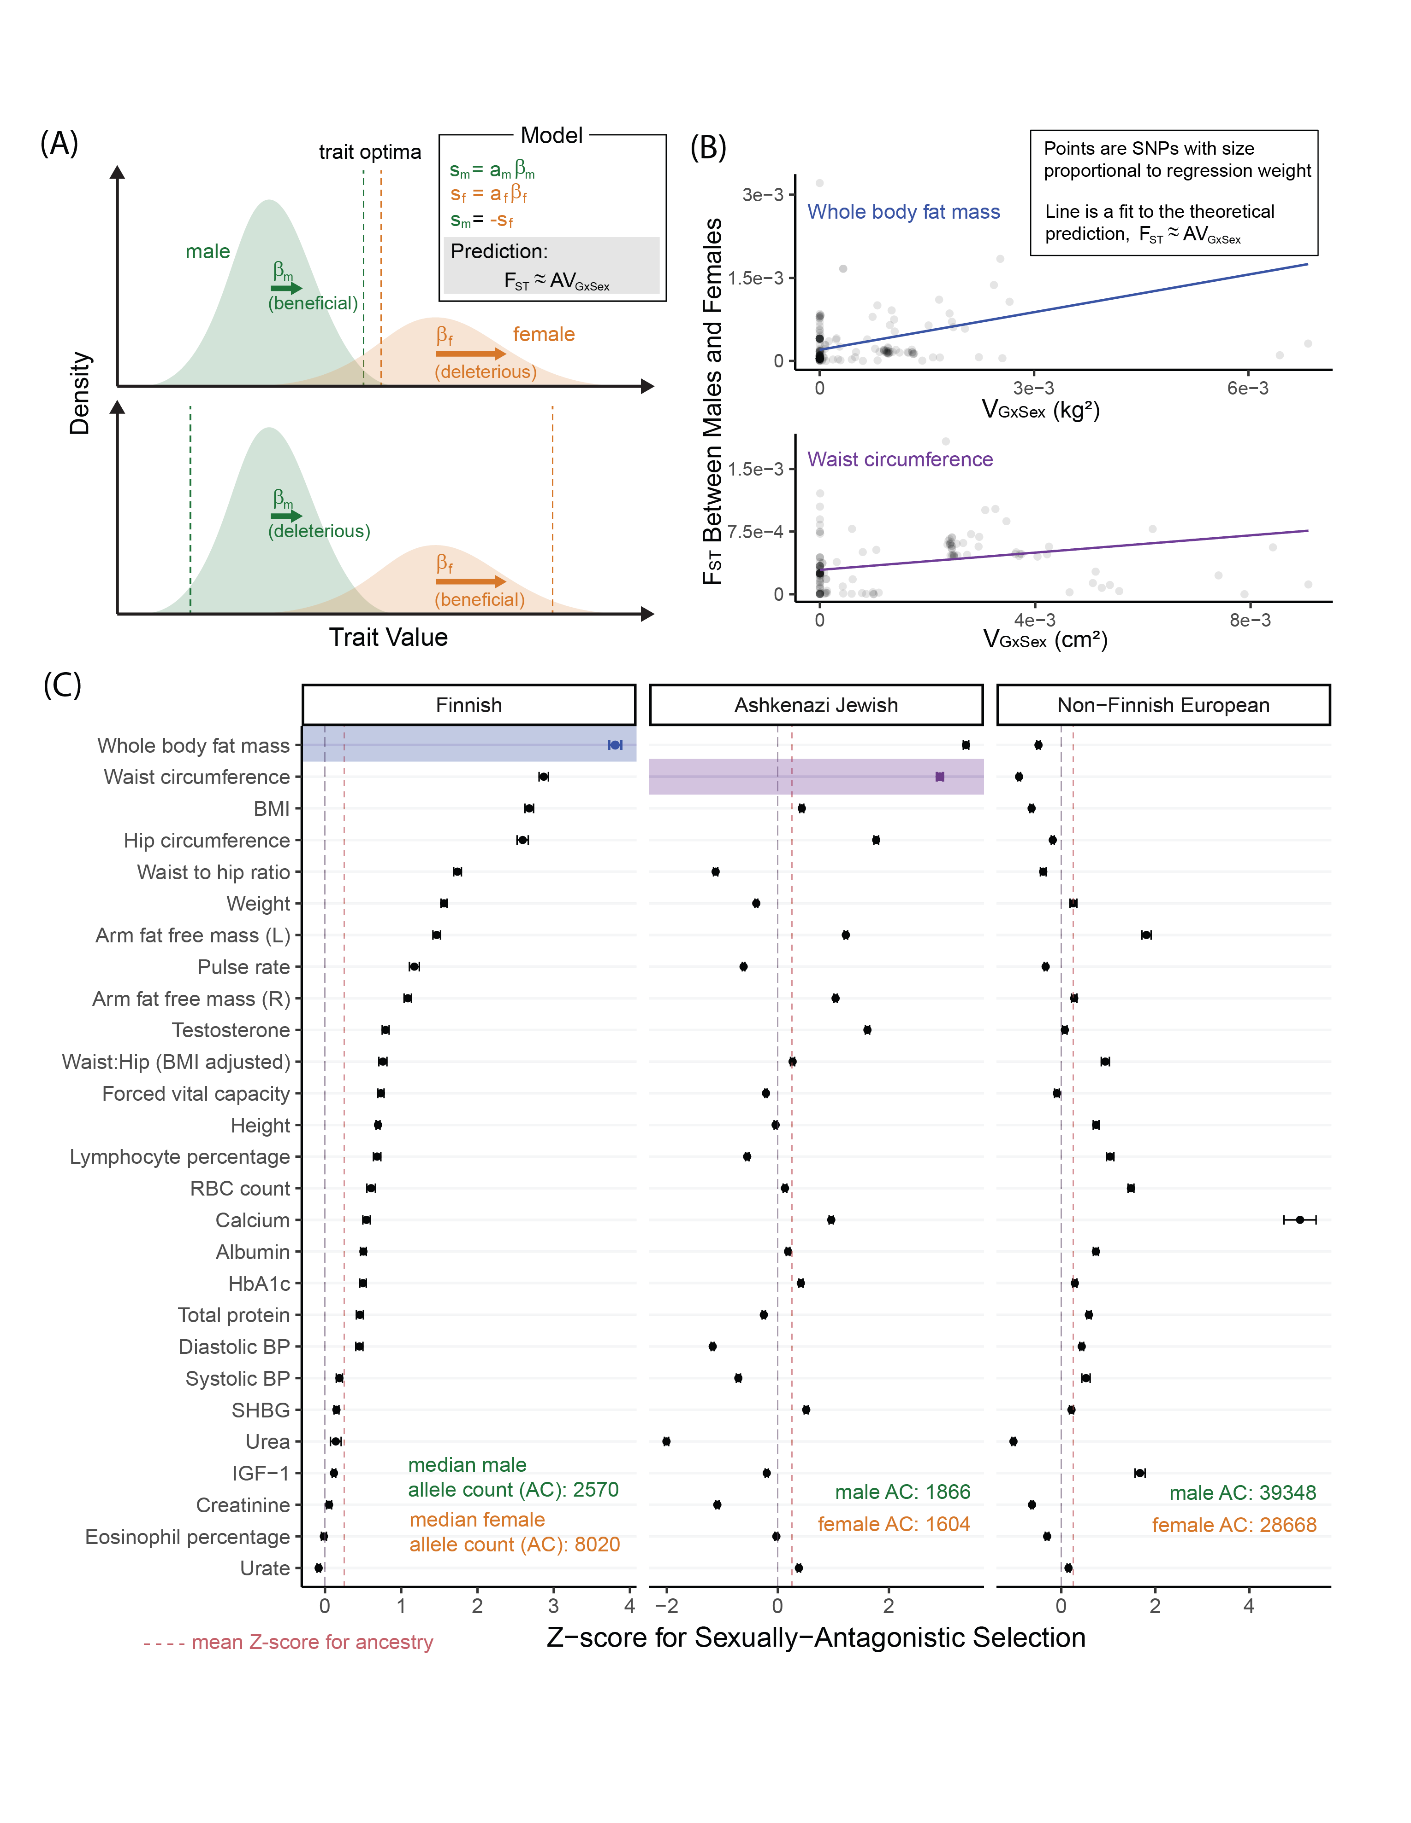 (A)
trait optima
Model
sm = am βm
sf = af βf
sm = -sf
Prediction:
FST ≈ AVGxSex
male
βm
(beneficial)
βf
female
(deleterious)
βm
(deleterious)
βf
(beneficial)
Density
Trait Value
(B)
Points are SNPs with size
proportional to regression weight
Line is a fit to the theoretical
prediction, FST ≈ AVGxSex
Whole body fat mass
3e−3
1.5e−3
0
0
3e−3
6e−3
VGxSex (kg²)
Waist circumference
1.5e−3
7.5e−4
0
0
4e−3
8e−3
VGxSex (cm²)
FST Between Males and Females
(C)
Finnish
Ashkenazi Jewish
Non−Finnish European
Whole body fat mass
Waist circumference
BMI
Hip circumference
Waist to hip ratio
Weight
Arm fat free mass (L)
Pulse rate
Arm fat free mass (R)
Testosterone
Waist:Hip (BMI adjusted)
Forced vital capacity
Height
Lymphocyte percentage
RBC count
Calcium
Albumin
HbA1c
Total protein
Diastolic BP
Systolic BP
SHBG
Urea
IGF−1
Creatinine
Eosinophil percentage
Urate
median male
allele count (AC): 2570
median female
allele count (AC): 8020
male AC: 1866
female AC: 1604
male AC: 39348
female AC: 28668
0 1 2 3 4
−2 0 2
0 2 4
mean Z-score for ancestry
Z−score for Sexually−Antagonistic Selection